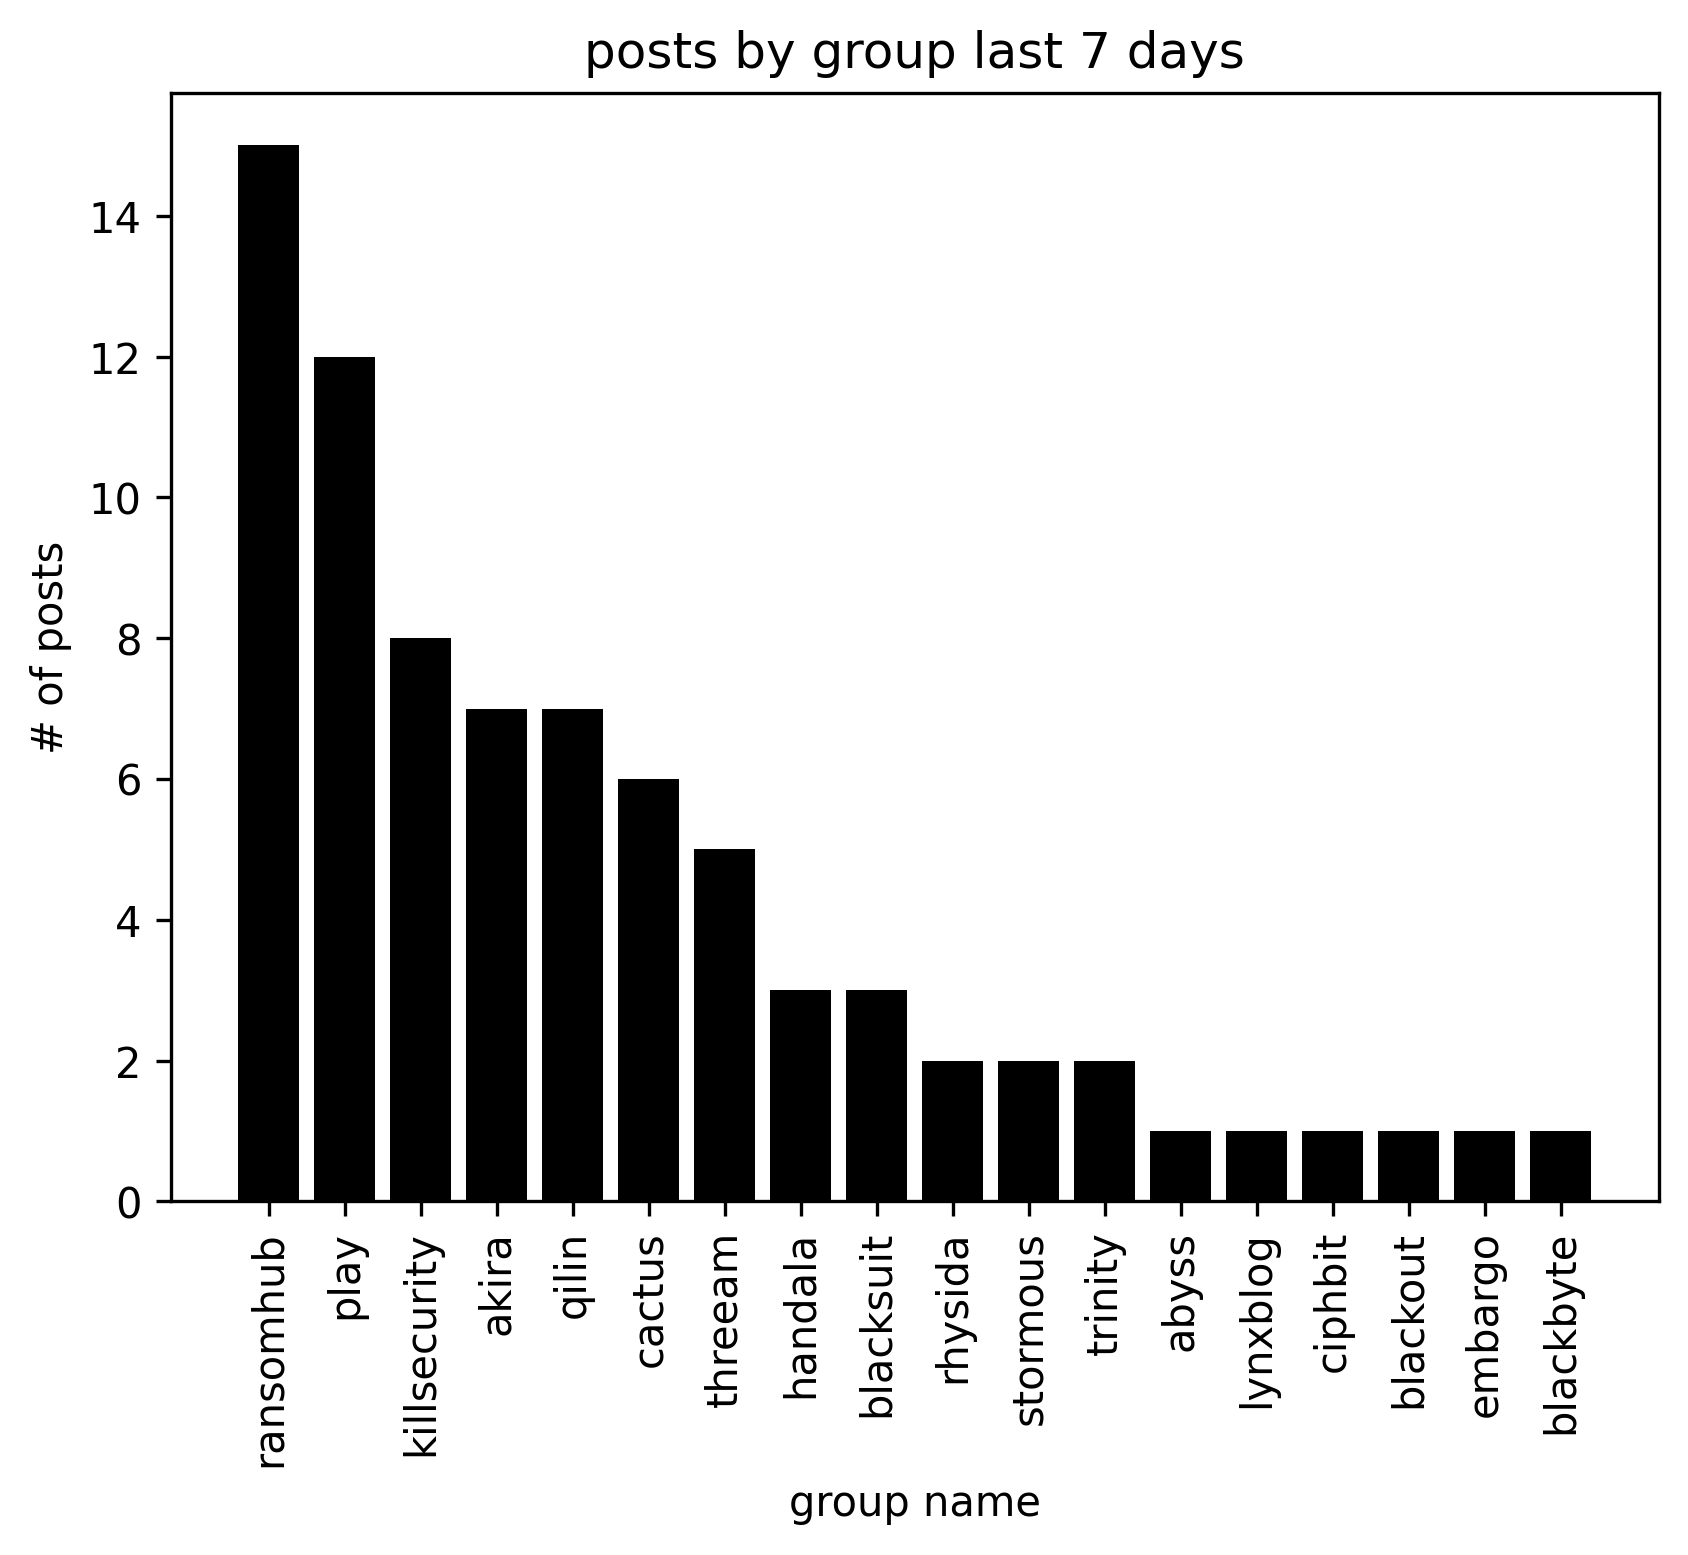 posts by group last 7 days
# of posts
14
12
10
8
6
4
2
0
ransomhub
play
killsecurity
akira
qilin
cactus
threeam
handala
blacksuit
rhysida
stormous
trinity
abyss
lynxblog
ciphbit
blackout
embargo
blackbyte
group name